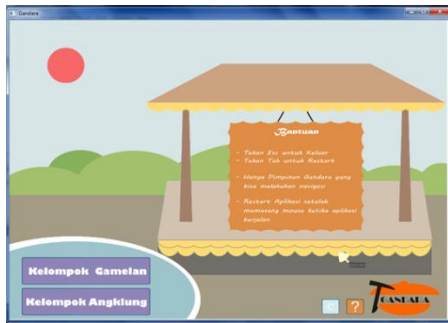 Gandara
Bantuan
- Tekan Esc untuk Keluar
- Tekan Tab untuk Restart
- Hanya Pimpinan Gandara yang
bisa melakukan navigasi
- Restart Aplikasi setelah
memasang mouse ketika aplikasi
berjalan
Kelompok Gamelan
Kelompok Angklung
?
TGANDARA